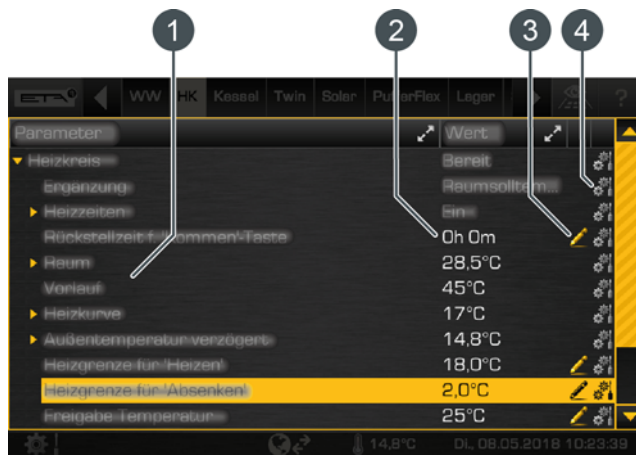 1 2 3 4
ETA WW HK Kessel Twin Solar PufferFlex Lager ?
Parameter Wert
Heizkreis Bereit
Ergänzung Raumsolltem...
Heizzeiten Ein
Rückstellzeit f. 'Kommen'-Taste 0h 0m
Raum 28,5°C
Vorlauf 45°C
Heizkurve 17°C
Außentemperatur verzögert 14,8°C
Heizgrenze für 'Heizen' 18,0°C
Heizgrenze für 'Absenken' 2,0°C
Freigabe Temperatur 25°C
14,8°C Di., 08.05.2018 10:23:39